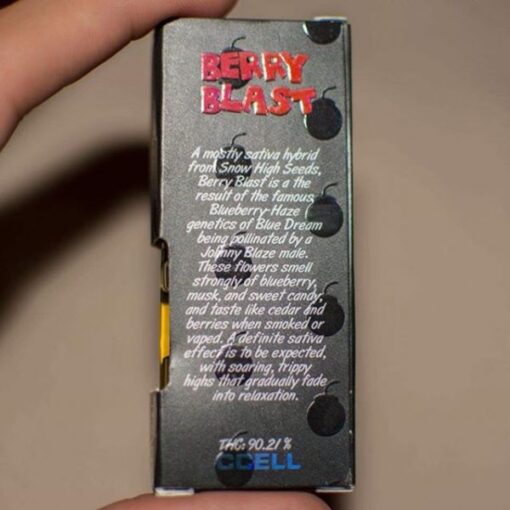 BERRY
BLAST
A mostly sativa hybrid
from Snow High Seeds,
Berry Blast is a the
result of the famous
Blueberry-Haze
genetics of Blue Dream
being pollinated by a
Johnny Blaze male.
These flowers smell
strongly of blueberry,
musk, and sweet candy,
and taste like cedar and
berries when smoked or
vaped. A definite sativa
effect is to be expected,
with soaring, trippy
highs that gradually fade
into relaxation.
THC: 90.21 %
CCELL